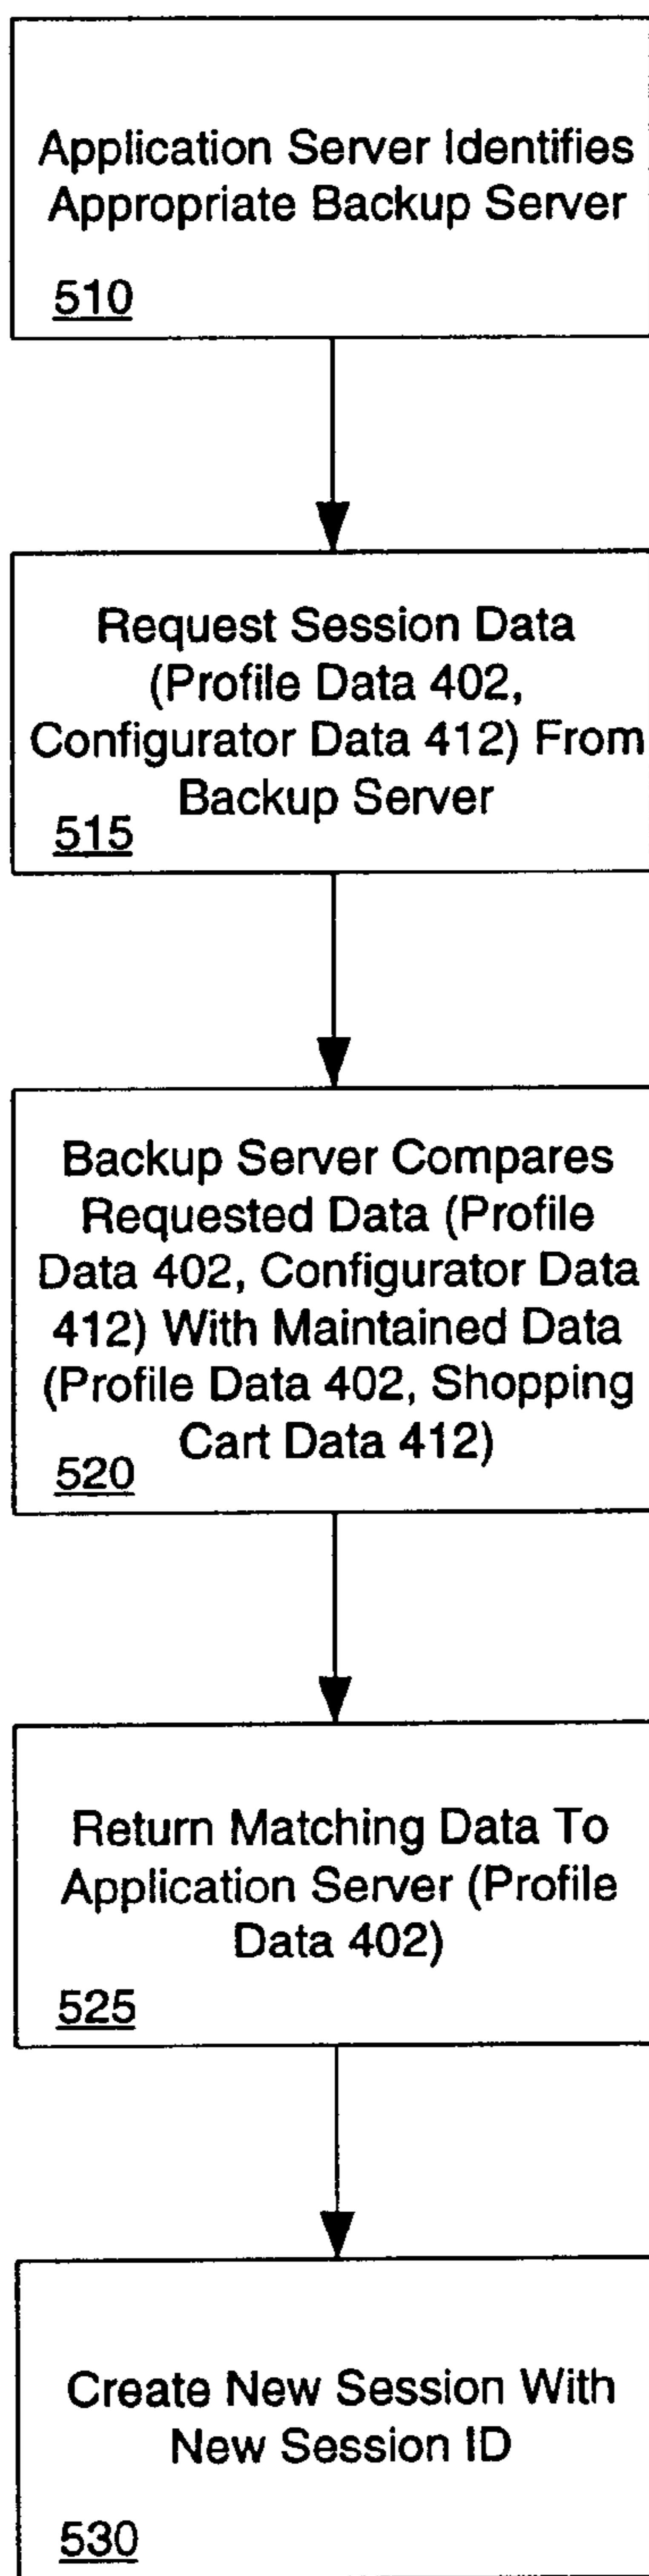 Application Server Identifies
Appropriate Backup Server
510
Request Session Data
(Profile Data 402,
Configurator Data 412) From
Backup Server
515
Backup Server Compares
Requested Data (Profile
Data 402, Configurator Data
412) With Maintained Data
(Profile Data 402, Shopping
Cart Data 412)
520
Return Matching Data To
Application Server (Profile
Data 402)
525
Create New Session With
New Session ID
530